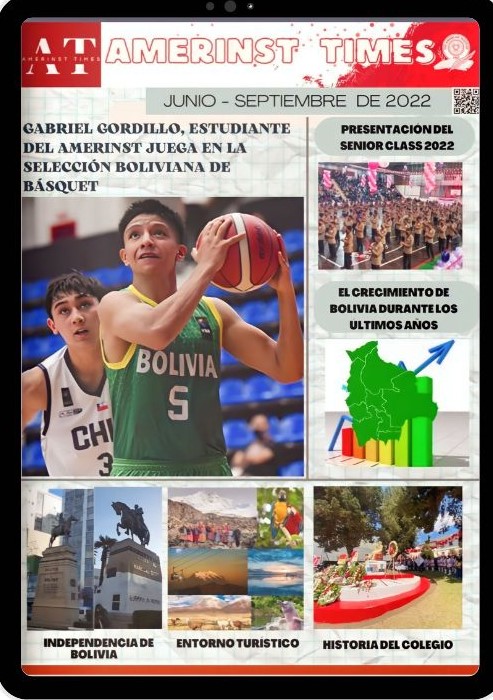 AT
AMERINST TIMES
AMERINST TIMES
JUNIO - SEPTIEMBRE DE 2022
GABRIEL GORDILLO, ESTUDIANTE
DEL AMERINST JUEGA EN LA
SELECCIÓN BOLIVIANA DE
BÁSQUET
BOLIVIA
5
CHI
3
PRESENTACIÓN DEL
SENIOR CLASS 2022
EL CRECIMIENTO DE
BOLIVIA DURANTE LOS
ULTIMOS AÑOS
INDEPENDENCIA DE
BOLIVIA
ENTORNO TURÍSTICO
HISTORIA DEL COLEGIO